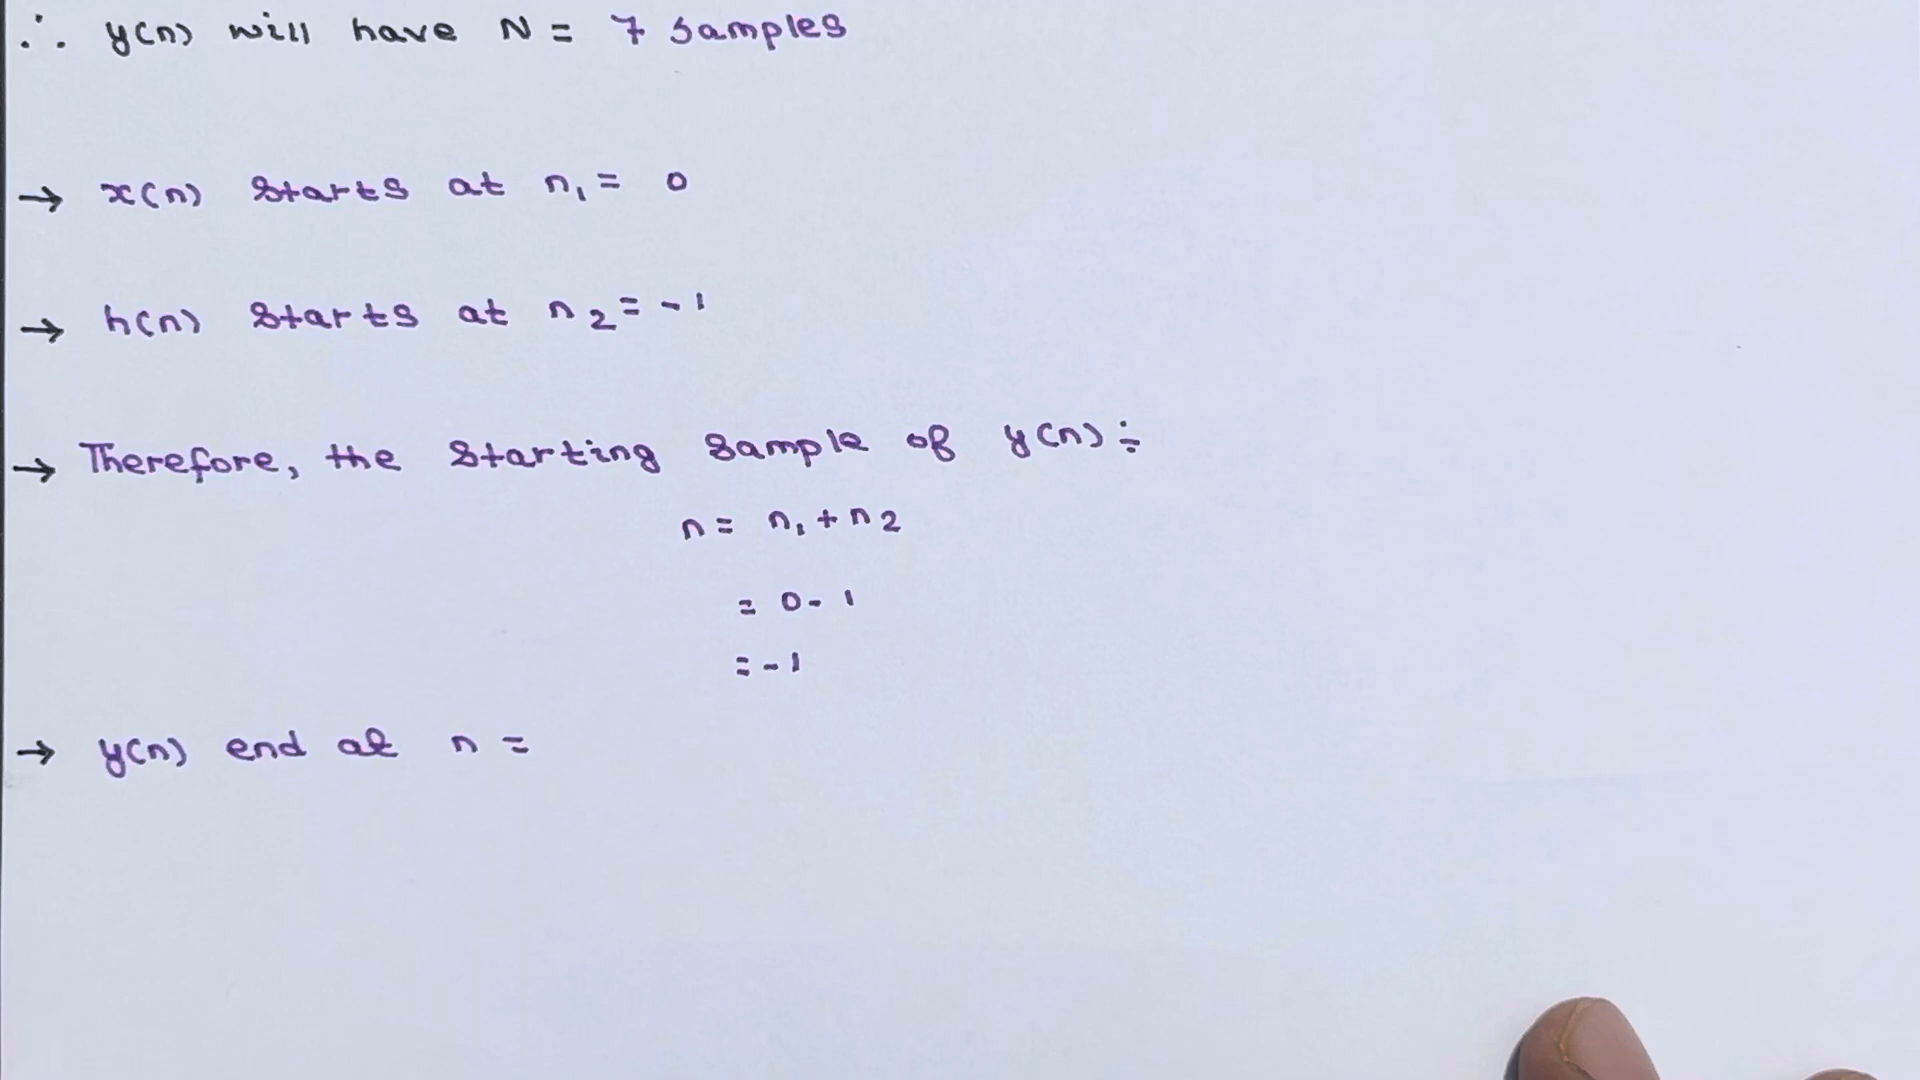 ∴ y(n) will have N = 7 samples
→ x(n) starts at n₁ = 0
→ h(n) starts at n₂ = -1
→ Therefore, the starting sample of y(n) ÷
n = n₁ + n₂
= 0 - 1
= -1
→ y(n) end at n =